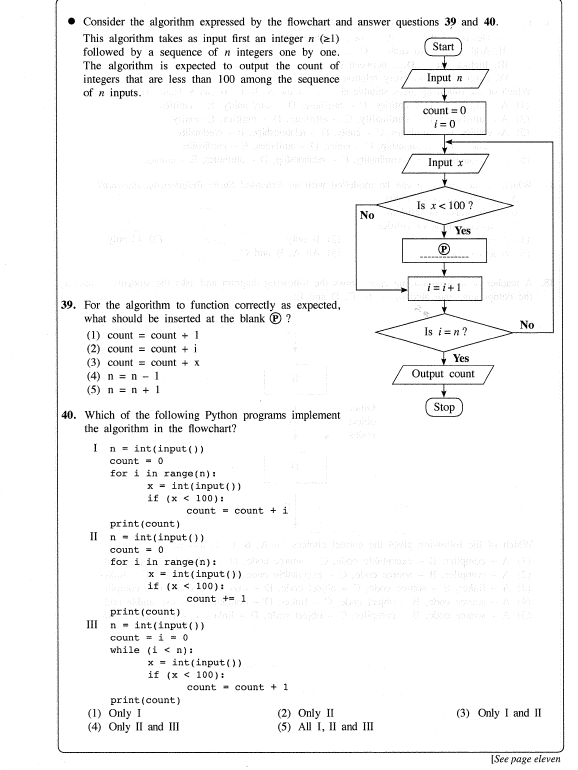 ● Consider the algorithm expressed by the flowchart and answer questions 39 and 40.
This algorithm takes as input first an integer n (≥1)
followed by a sequence of n integers one by one.
The algorithm is expected to output the count of
integers that are less than 100 among the sequence
of n inputs.
Start
Input n
count = 0
i = 0
Input x
Is x < 100 ?
No
Yes
Ⓟ
i = i + 1
Is i = n ?
No
Yes
Output count
Stop
39. For the algorithm to function correctly as expected,
what should be inserted at the blank Ⓟ ?
(1) count = count + 1
(2) count = count + i
(3) count = count + x
(4) n = n − 1
(5) n = n + 1
40. Which of the following Python programs implement
the algorithm in the flowchart?
I n = int(input())
count = 0
for i in range(n):
x = int(input())
if (x < 100):
count = count + i
print(count)
II n = int(input())
count = 0
for i in range(n):
x = int(input())
if (x < 100):
count += 1
print(count)
III n = int(input())
count = i = 0
while (i < n):
x = int(input())
if (x < 100):
count = count + 1
print(count)
(1) Only I (2) Only II (3) Only I and II
(4) Only II and III (5) All I, II and III
[See page eleven